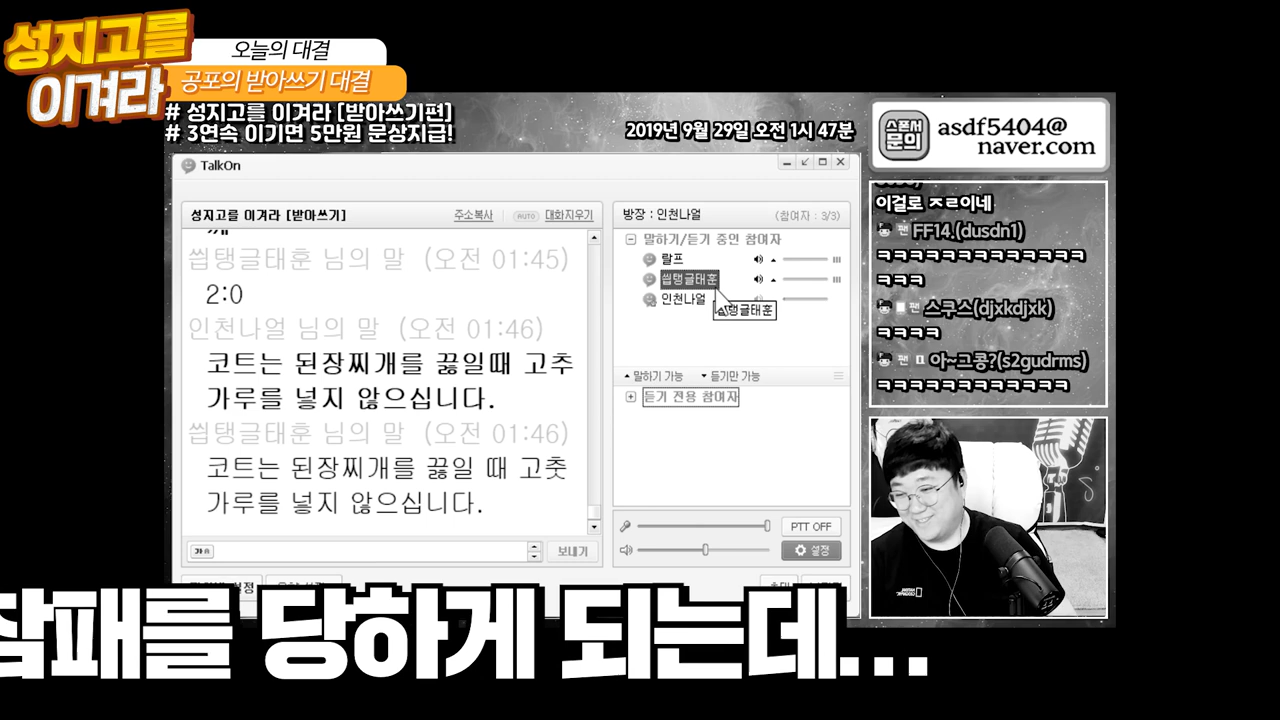 성지고를
이겨라
오늘의 대결
공포의 받아쓰기 대결
# 성지고를 이겨라 [받아쓰기편]
# 3연속 이기면 5만원 문상지급!
2019년 9월 29일 오전 1시 47분
스폰서
문의
asdf5404@
naver.com
TalkOn
성지고를 이겨라 [받아쓰기]
주소복사
AUTO
대화지우기
씹탱글태훈 님의 말 (오전 01:45)
2:0
인천나얼 님의 말 (오전 01:46)
코트는 된장찌개를 끓일때 고추
가루를 넣지 않으십니다.
씹탱글태훈 님의 말 (오전 01:46)
코트는 된장찌개를 끓일 때 고춧
가루를 넣지 않으십니다.
보내기
방장 : 인천나얼
(참여자 : 3/3)
말하기/듣기 중인 참여자
랄프
씹탱글태훈
인천나얼
탱글태훈
말하기 가능
듣기만 가능
듣기 전용 참여자
PTT OFF
설정
이걸로 ㅈㄹ이네
팬 FF14.(dusdn1)
ㅋㅋㅋㅋㅋㅋㅋㅋㅋㅋㅋㅋㅋ
ㅋㅋㅋ
팬 스쿠스(djxkdjxk)
ㅋㅋㅋㅋ
팬 아~그콩?(s2gudrms)
ㅋㅋㅋㅋㅋㅋㅋㅋㅋㅋㅋㅋ
참패를 당하게 되는데...